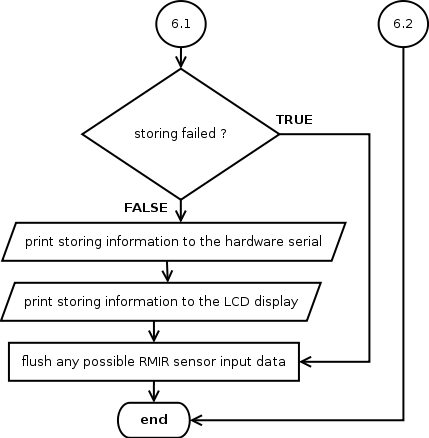 6.1
6.2
storing failed ?
TRUE
FALSE
print storing information to the hardware serial
print storing information to the LCD display
flush any possible RMIR sensor input data
end